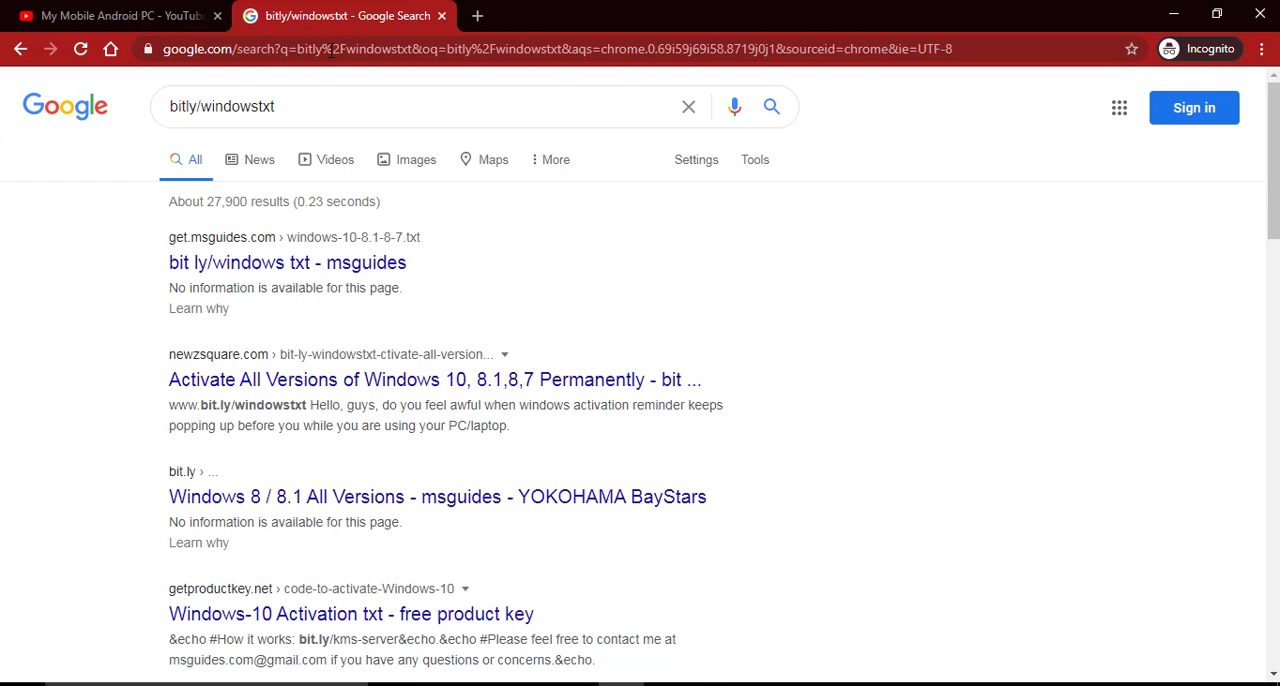 My Mobile Android PC - YouTub
bitly/windowstxt - Google Search
google.com/search?q=bitly%2Fwindowstxt&oq=bitly%2Fwindowstxt&aqs=chrome.0.69i59j69i58.8719j0j1&sourceid=chrome&ie=UTF-8
Incognito
Google
bitly/windowstxt
Sign in
All News Videos Images Maps More Settings Tools
About 27,900 results (0.23 seconds)
get.msguides.com › windows-10-8.1-8-7.txt
bit ly/windows txt - msguides
No information is available for this page.
Learn why
newzsquare.com › bit-ly-windowstxt-ctivate-all-version...
Activate All Versions of Windows 10, 8.1,8,7 Permanently - bit ...
www.bit.ly/windowstxt Hello, guys, do you feel awful when windows activation reminder keeps
popping up before you while you are using your PC/laptop.
bit.ly › ...
Windows 8 / 8.1 All Versions - msguides - YOKOHAMA BayStars
No information is available for this page.
Learn why
getproductkey.net › code-to-activate-Windows-10
Windows-10 Activation txt - free product key
&echo #How it works: bit.ly/kms-server&echo.&echo #Please feel free to contact me at
msguides.com@gmail.com if you have any questions or concerns.&echo.